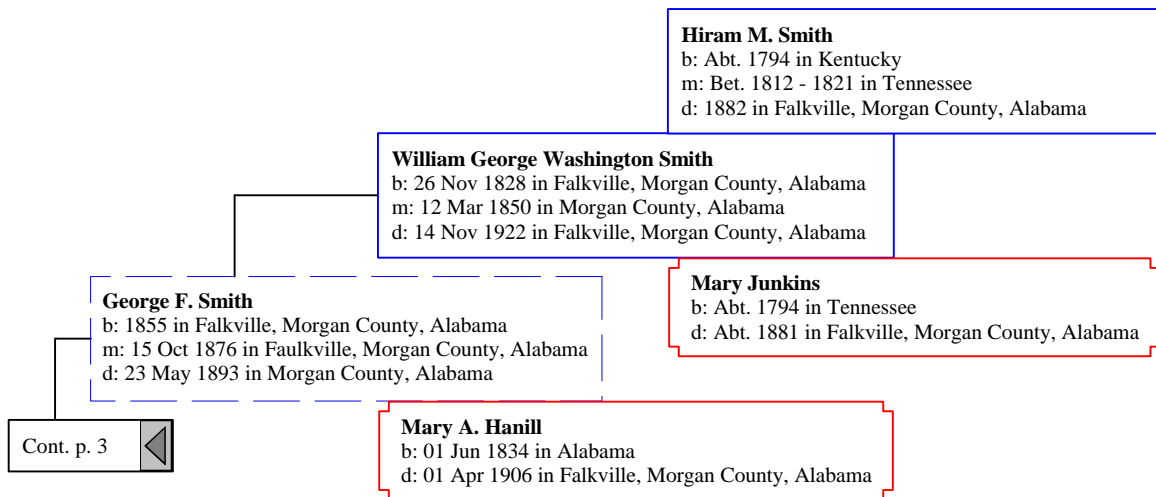 Hiram M. Smith
b: Abt. 1794 in Kentucky
m: Bet. 1812 - 1821 in Tennessee
d: 1882 in Falkville, Morgan County, Alabama
William George Washington Smith
b: 26 Nov 1828 in Falkville, Morgan County, Alabama
m: 12 Mar 1850 in Morgan County, Alabama
d: 14 Nov 1922 in Falkville, Morgan County, Alabama
Mary Junkins
b: Abt. 1794 in Tennessee
d: Abt. 1881 in Falkville, Morgan County, Alabama
George F. Smith
b: 1855 in Falkville, Morgan County, Alabama
m: 15 Oct 1876 in Faulkville, Morgan County, Alabama
d: 23 May 1893 in Morgan County, Alabama
Mary A. Hanill
b: 01 Jun 1834 in Alabama
d: 01 Apr 1906 in Falkville, Morgan County, Alabama
Cont. p. 3